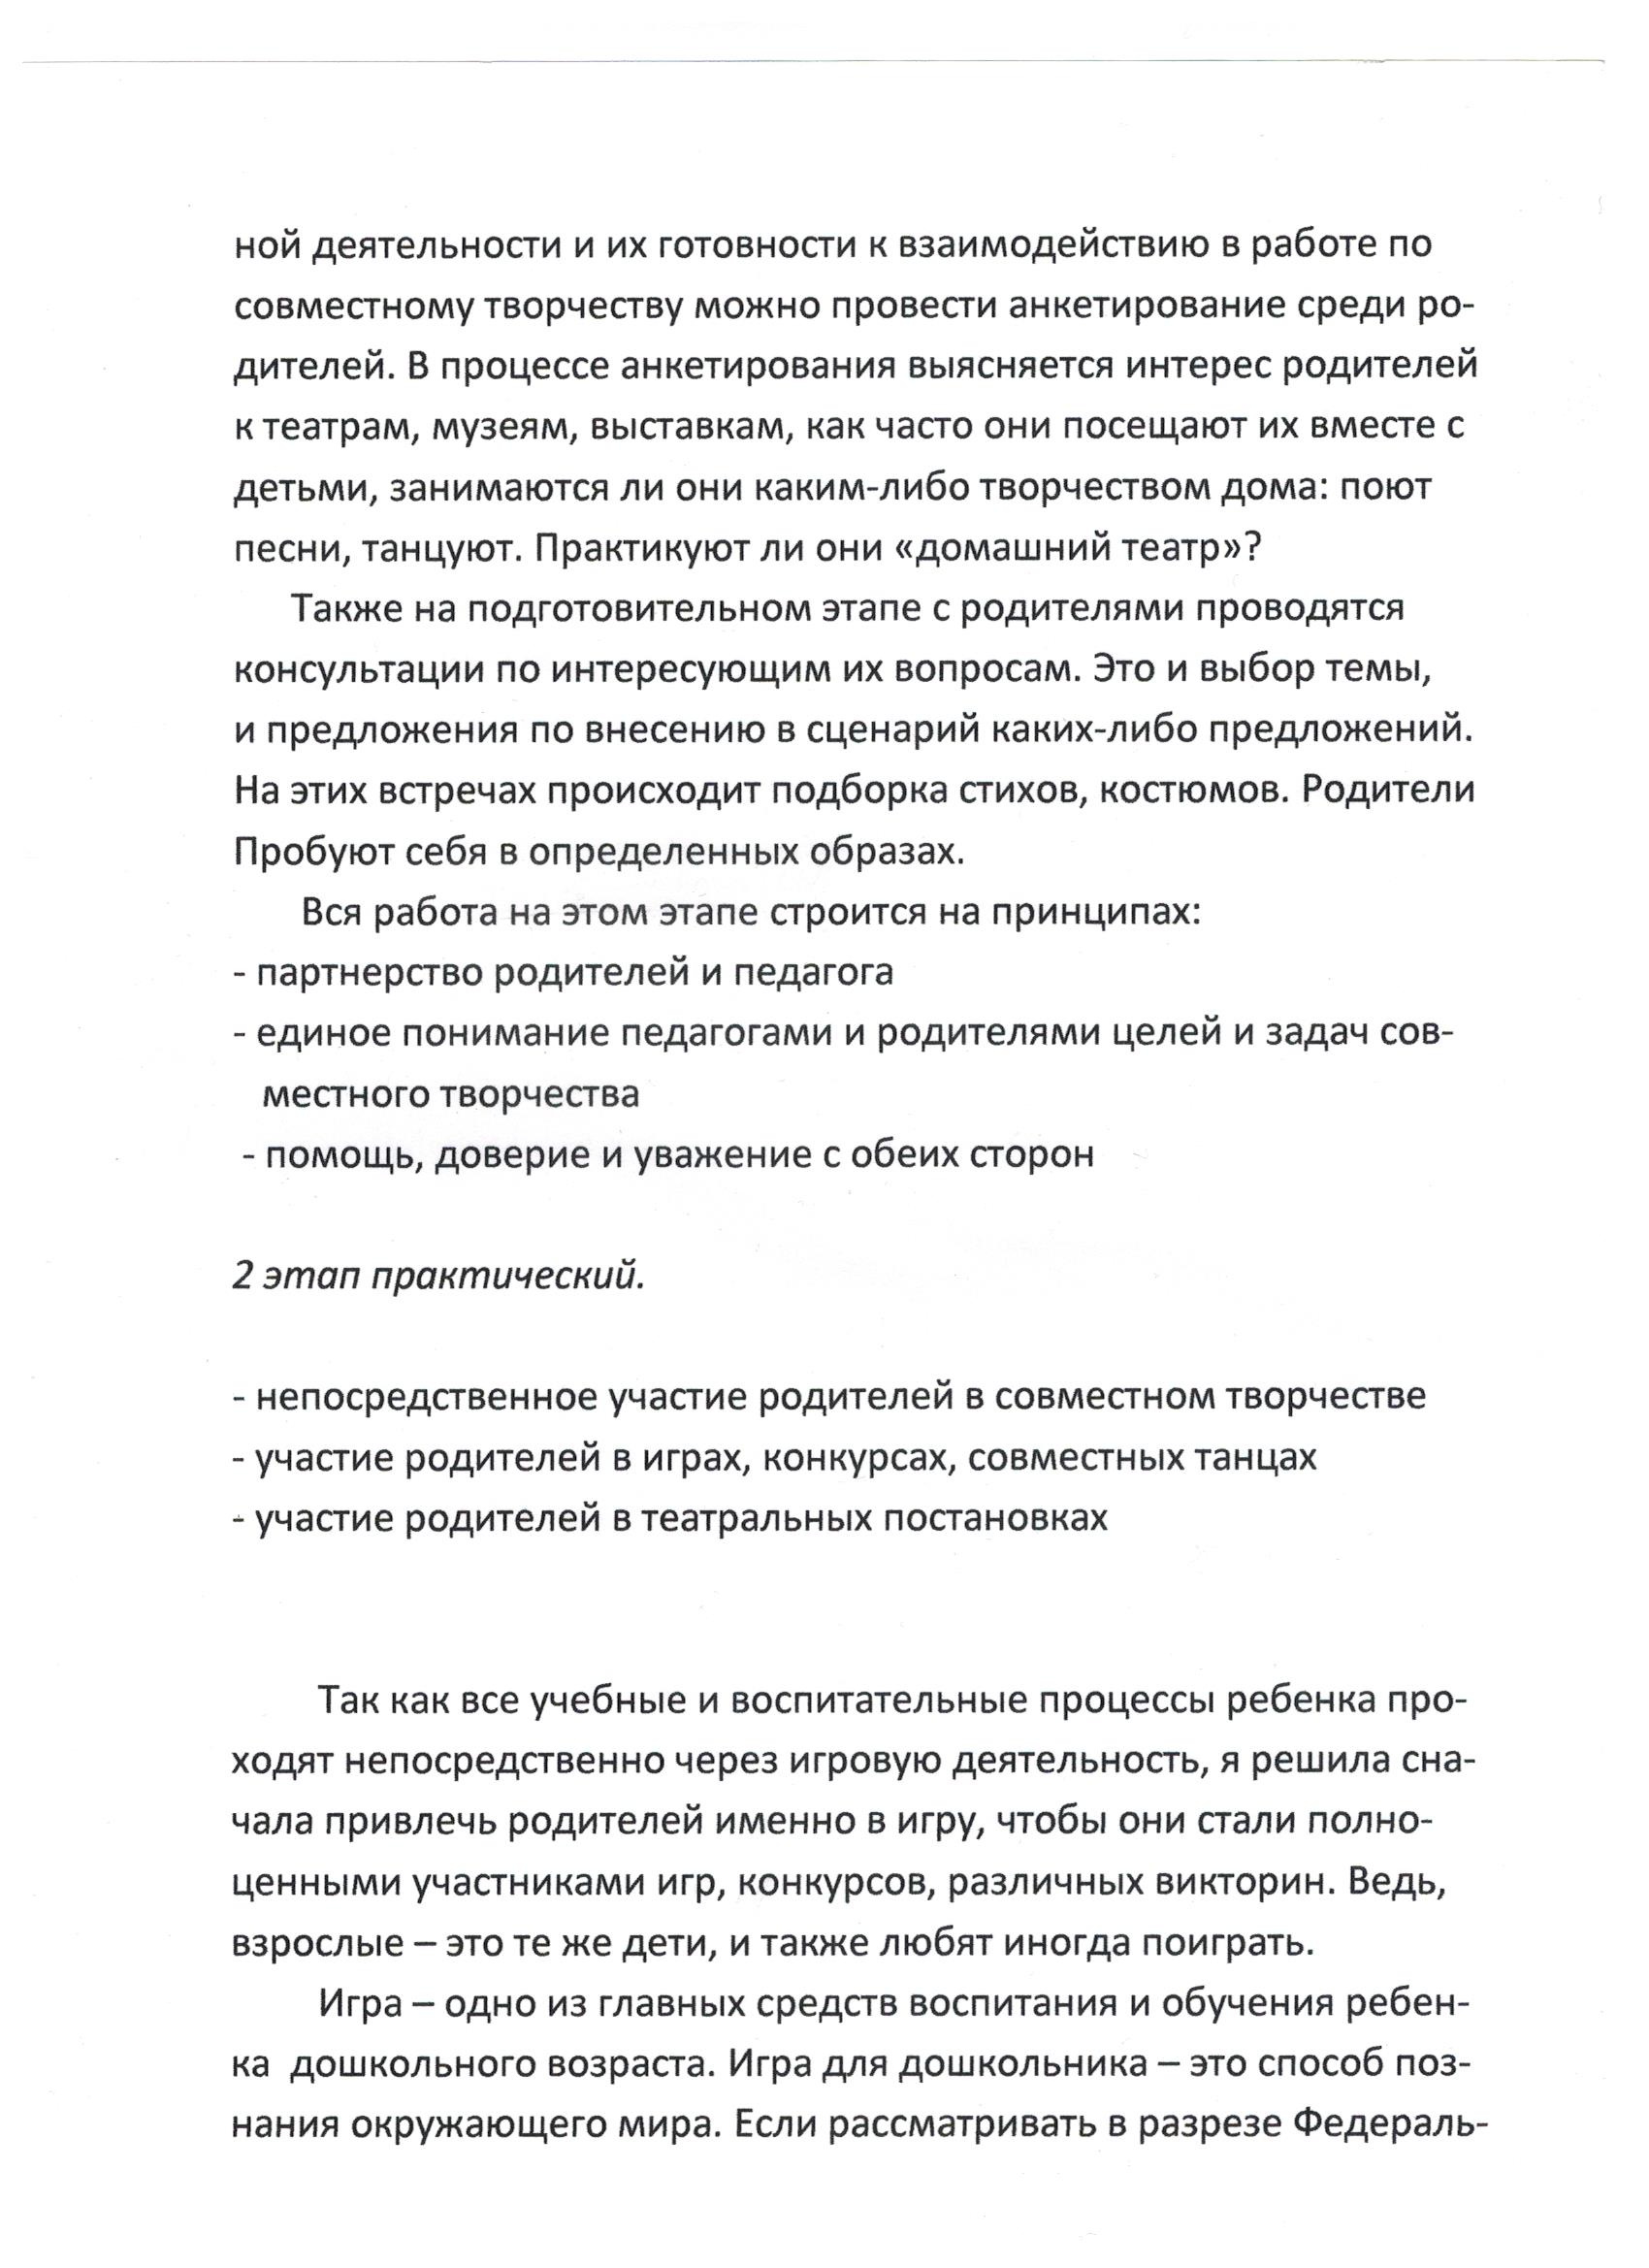 ной деятельности и их готовности к взаимодействию в работе по
совместному творчеству можно провести анкетирование среди ро-
дителей. В процессе анкетирования выясняется интерес родителей
к театрам, музеям, выставкам, как часто они посещают их вместе с
детьми, занимаются ли они каким-либо творчеством дома: поют
песни, танцуют. Практикуют ли они «домашний театр»?
Также на подготовительном этапе с родителями проводятся
консультации по интересующим их вопросам. Это и выбор темы,
и предложения по внесению в сценарий каких-либо предложений.
На этих встречах происходит подборка стихов, костюмов. Родители
Пробуют себя в определенных образах.
Вся работа на этом этапе строится на принципах:
- партнерство родителей и педагога
- единое понимание педагогами и родителями целей и задач сов-
местного творчества
- помощь, доверие и уважение с обеих сторон
2 этап практический.
- непосредственное участие родителей в совместном творчестве
- участие родителей в играх, конкурсах, совместных танцах
- участие родителей в театральных постановках
Так как все учебные и воспитательные процессы ребенка про-
ходят непосредственно через игровую деятельность, я решила сна-
чала привлечь родителей именно в игру, чтобы они стали полно-
ценными участниками игр, конкурсов, различных викторин. Ведь,
взрослые – это те же дети, и также любят иногда поиграть.
Игра – одно из главных средств воспитания и обучения ребен-
ка  дошкольного возраста. Игра для дошкольника – это способ поз-
нания окружающего мира. Если рассматривать в разрезе Федераль-